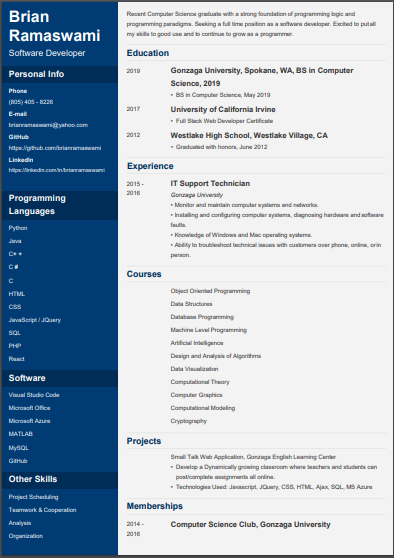 Brian
Ramaswami
Software Developer
Personal Info
Phone
(805) 405 - 8226
E-mail
brianramaswami@yahoo.com
GitHub
https://github.com/brianramaswami
LinkedIn
https://linkedin.com/in/brianramaswami
Programming
Languages
Python
Java
C+ +
C #
C
HTML
CSS
JavaScript / JQuery
SQL
PHP
React
Software
Visual Studio Code
Microsoft Office
Microsoft Azure
MATLAB
MySQL
GitHub
Other Skills
Project Scheduling
Teamwork & Cooperation
Analysis
Organization
Recent Computer Science graduate with a strong foundation of programming logic and
programming paradigms. Seeking a full time position as a software developer. Excited to put all
my skills to good use and to continue to grow as a programmer.
Education
2019
Gonzaga University, Spokane, WA, BS in Computer
Science, 2019
• BS in Computer Science, May 2019
2017
University of California Irvine
• Full Stack Web Developer Certificate
2012
Westlake High School, Westlake Village, CA
• Graduated with honors, June 2012
Experience
2015 -
2016
IT Support Technician
Gonzaga University
• Monitor and maintain computer systems and networks.
• Installing and configuring computer systems, diagnosing hardware and software
faults.
• Knowledge of Windows and Mac operating systems.
• Ability to troubleshoot technical issues with customers over phone, online, or in
person.
Courses
Object Oriented Programming
Data Structures
Database Programming
Machine Level Programming
Artificial Intelligence
Design and Analysis of Algorithms
Data Visualization
Computational Theory
Computer Graphics
Computational Modeling
Cryptography
Projects
Small Talk Web Application, Gonzaga English Learning Center
• Develop a Dynamically growing classroom where teachers and students can
post/complete assignments all online.
• Technologies Used: Javascript, JQuery, CSS, HTML, Ajax, SQL, MS Azure
Memberships
2014 -
2016
Computer Science Club, Gonzaga University